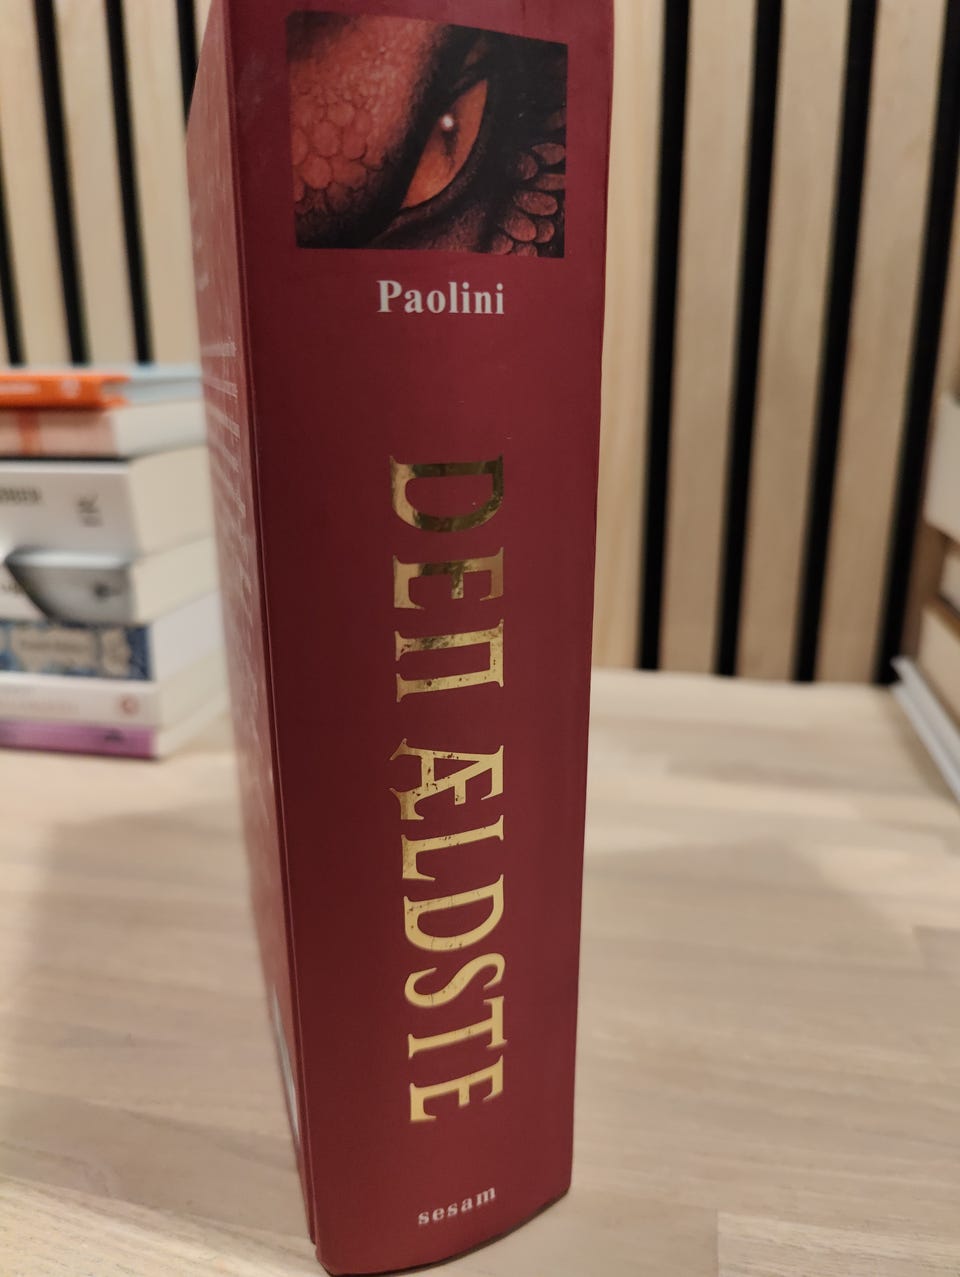 Paolini
DEN ÆLDSTE
sesam